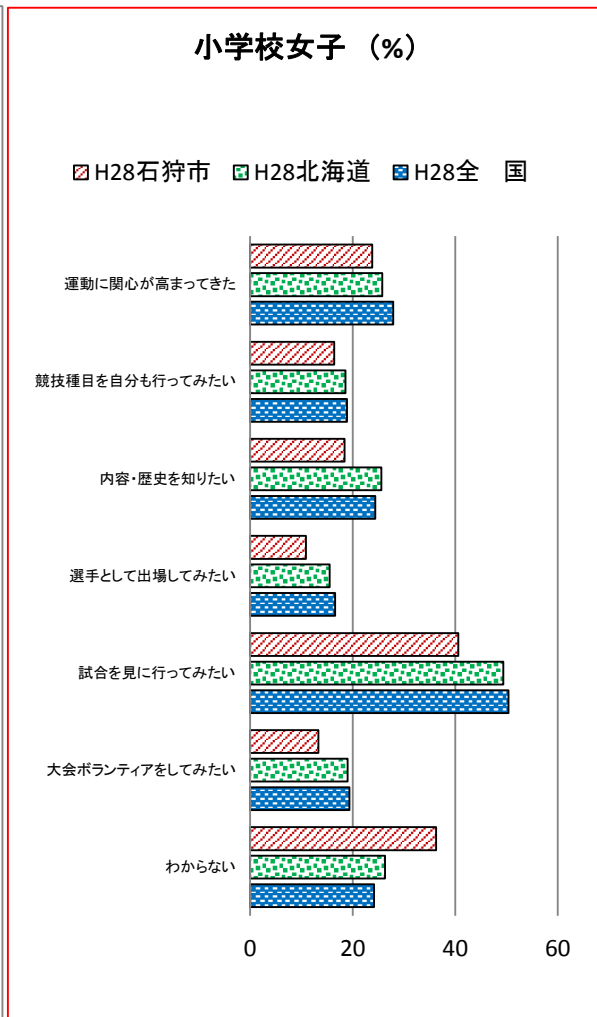 小学校女子 (%)
H28石狩市 H28北海道 H28全　国
運動に関心が高まってきた
競技種目を自分も行ってみたい
内容・歴史を知りたい
選手として出場してみたい
試合を見に行ってみたい
大会ボランティアをしてみたい
わからない
0 20 40 60